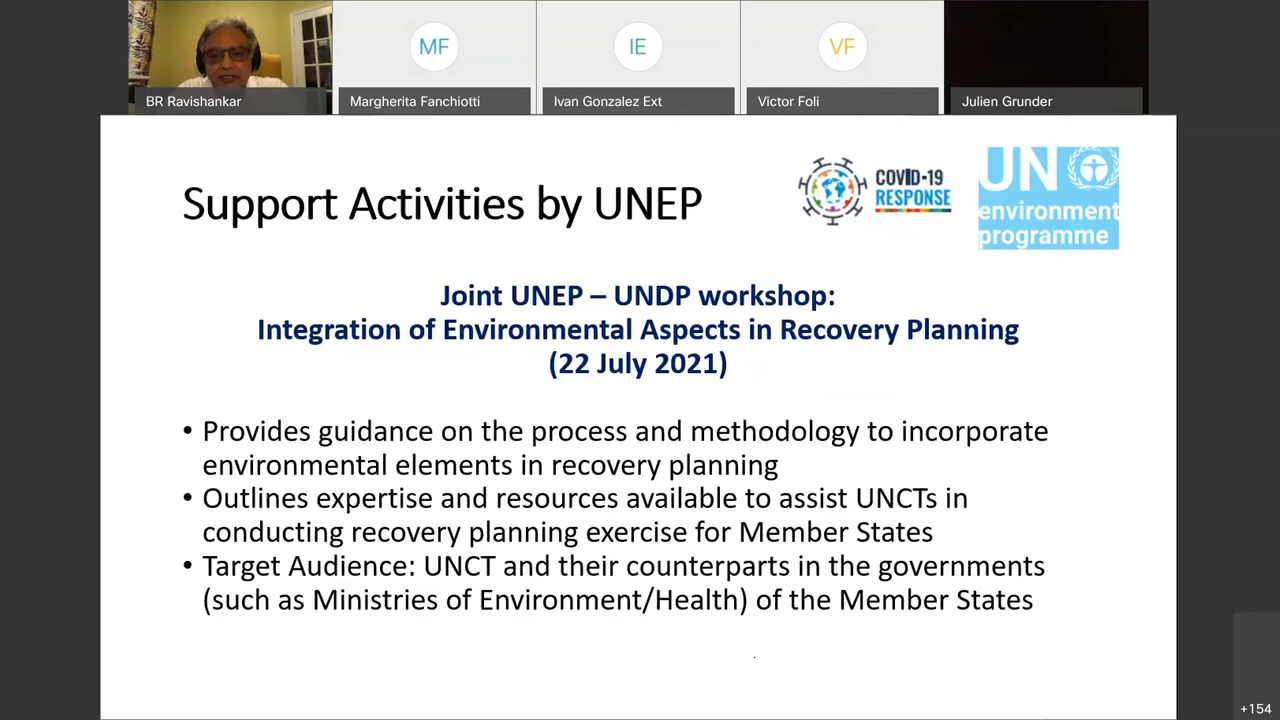 MF
IE
VF
BR Ravishankar
Margherita Fanchiotti
Ivan Gonzalez Ext
Victor Foli
Julien Grunder
Support Activities by UNEP
COVID-19
RESPONSE
UN
environment
programme
Joint UNEP – UNDP workshop:
Integration of Environmental Aspects in Recovery Planning
(22 July 2021)
• Provides guidance on the process and methodology to incorporate
environmental elements in recovery planning
• Outlines expertise and resources available to assist UNCTs in
conducting recovery planning exercise for Member States
• Target Audience: UNCT and their counterparts in the governments
(such as Ministries of Environment/Health) of the Member States
+154